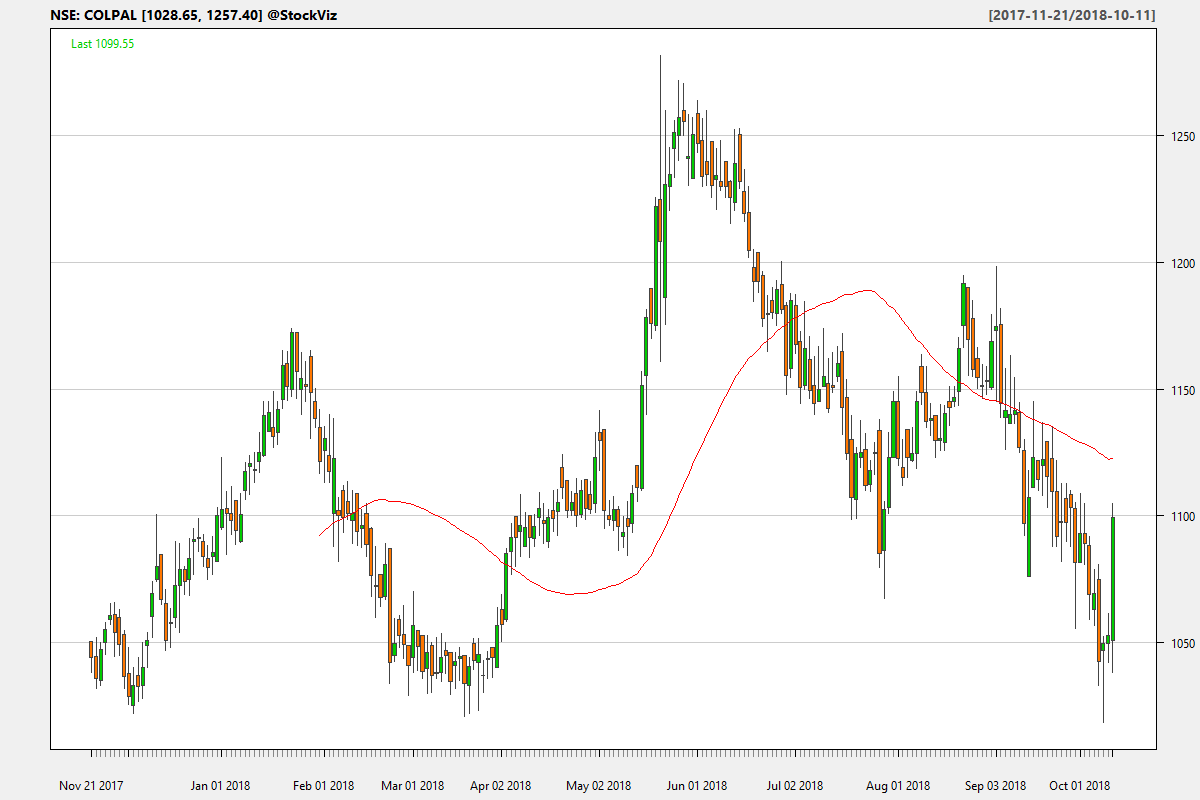 NSE: COLPAL [1028.65, 1257.40] @StockViz [2017-11-21/2018-10-11]
Last 1099.55
1250
1200
1150
1100
1050
Nov 21 2017 Jan 01 2018 Feb 01 2018 Mar 01 2018 Apr 02 2018 May 02 2018 Jun 01 2018 Jul 02 2018 Aug 01 2018 Sep 03 2018 Oct 01 2018